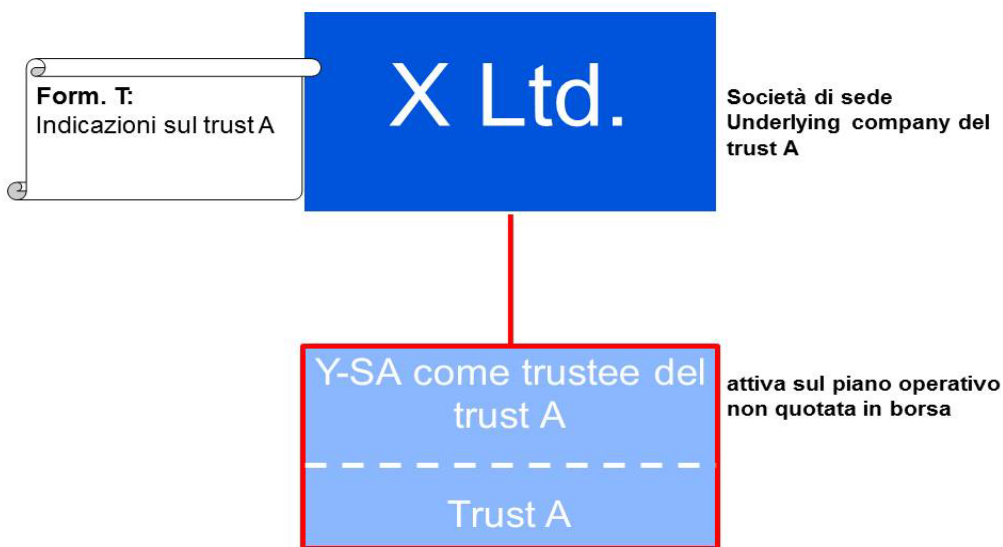 Form. T:
Indicazioni sul trust A
X Ltd.
Società di sede
Underlying company del
trust A
Y-SA come trustee del
trust A
attiva sul piano operativo
non quotata in borsa
Trust A